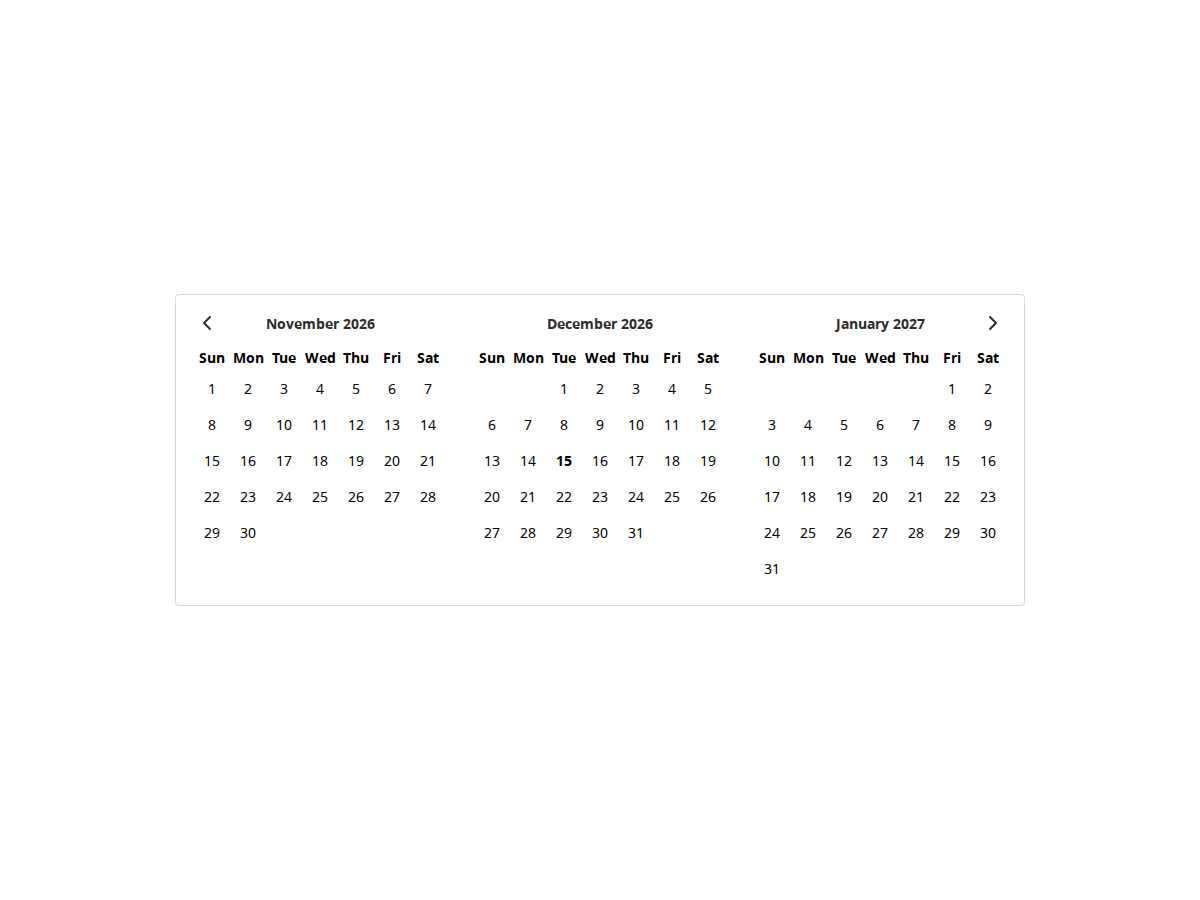 November 2026
Sun Mon Tue Wed Thu Fri Sat
1 2 3 4 5 6 7
8 9 10 11 12 13 14
15 16 17 18 19 20 21
22 23 24 25 26 27 28
29 30
December 2026
Sun Mon Tue Wed Thu Fri Sat
1 2 3 4 5
6 7 8 9 10 11 12
13 14 15 16 17 18 19
20 21 22 23 24 25 26
27 28 29 30 31
January 2027
Sun Mon Tue Wed Thu Fri Sat
1 2
3 4 5 6 7 8 9
10 11 12 13 14 15 16
17 18 19 20 21 22 23
24 25 26 27 28 29 30
31